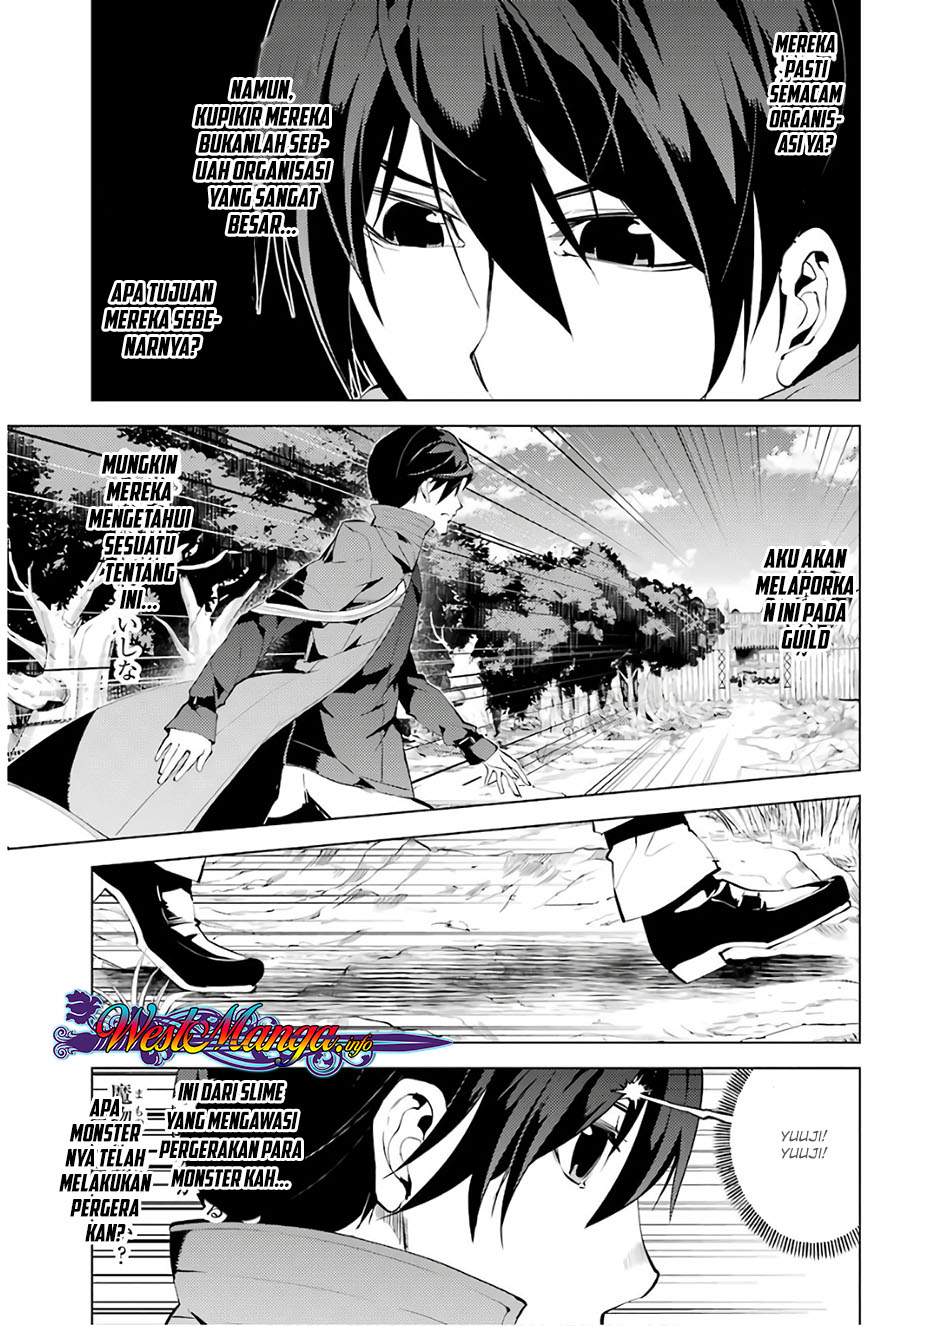 MEREKA
PASTI
SEMACAM
ORGANIS-
ASI YA?
NAMUN,
KUPIKIR MEREKA
BUKANLAH SEB-
UAH ORGANISASI
YANG SANGAT
BESAR...
APA TUJUAN
MEREKA SEBE-
NARNYA?
AKU AKAN
MELAPORKA
N INI PADA
GUILD
MUNGKIN
MEREKA
MENGETAHUI
SESUATU
TENTANG
INI...
いしな
WestManga.info
YUUJI!
YUUJI!
INI DARI SLIME
YANG MENGAWASI
PERGERAKAN PARA
MONSTER KAH...
APA
MONSTER
NYA TELAH
MELAKUKAN
PERGERA
KAN?